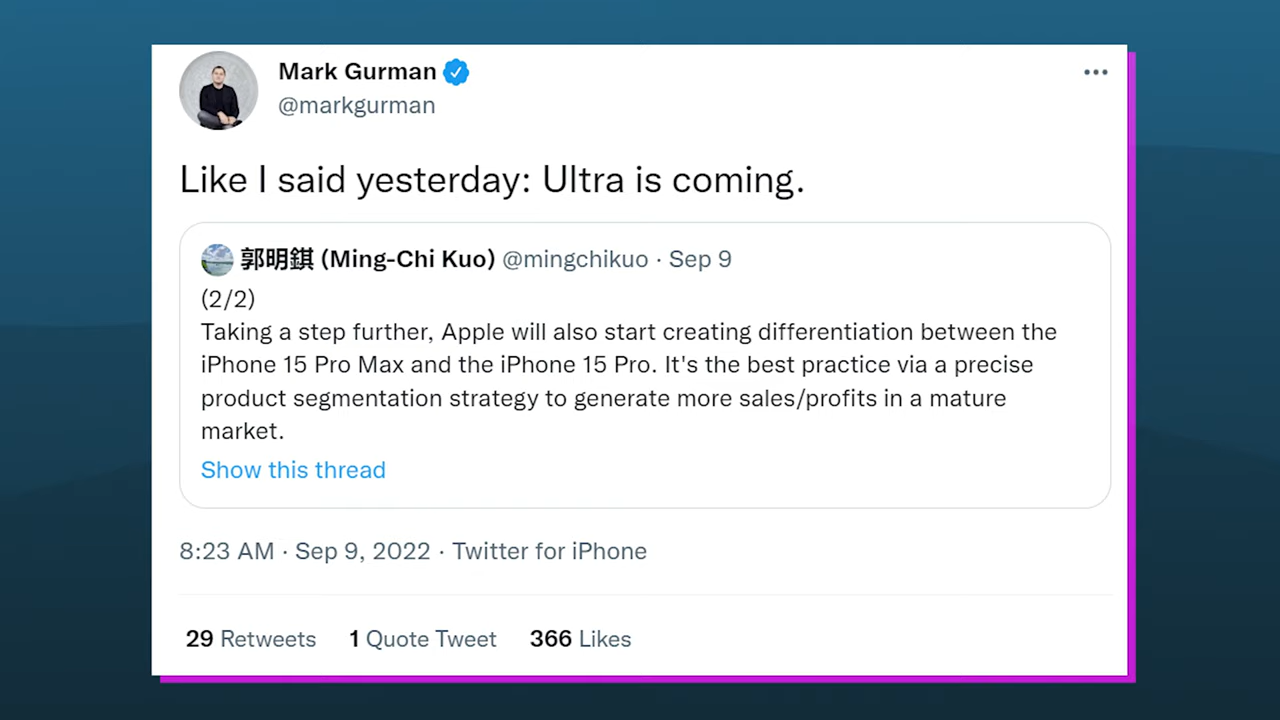 Mark Gurman
@markgurman
Like I said yesterday: Ultra is coming.
郭明錤 (Ming-Chi Kuo) @mingchikuo · Sep 9
(2/2)
Taking a step further, Apple will also start creating differentiation between the
iPhone 15 Pro Max and the iPhone 15 Pro. It's the best practice via a precise
product segmentation strategy to generate more sales/profits in a mature
market.
Show this thread
8:23 AM · Sep 9, 2022 · Twitter for iPhone
29 Retweets 1 Quote Tweet 366 Likes